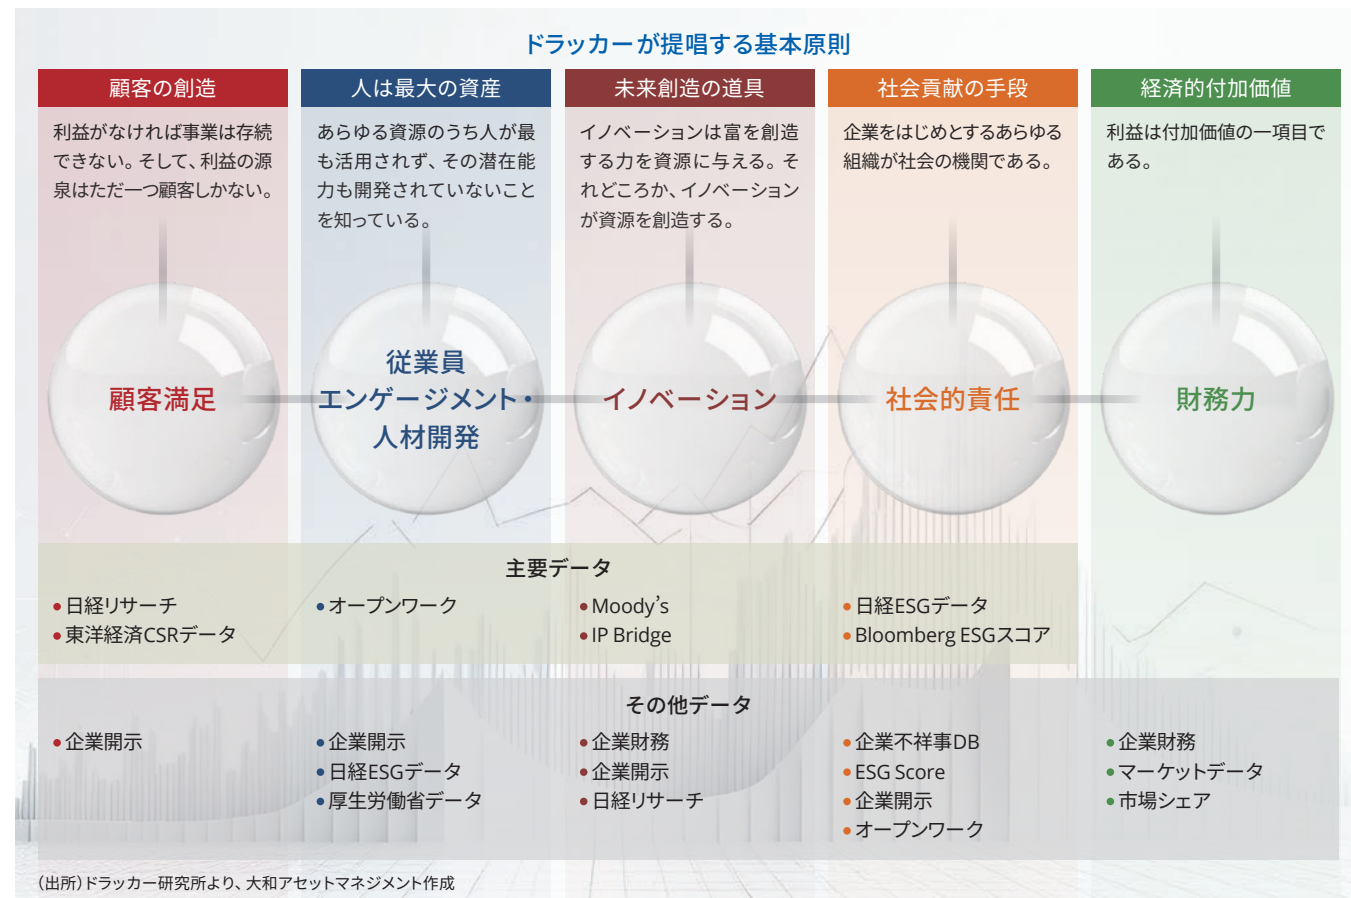 ドラッカーが提唱する基本原則
顧客の創造
利益がなければ事業は存続
できない。そして、利益の源
泉はただ一つ顧客しかない。
人は最大の資産
あらゆる資源のうち人が最
も活用されず、その潜在能
力も開発されていないこと
を知っている。
未来創造の道具
イノベーションは富を創造
する力を資源に与える。そ
れどころか、イノベーション
が資源を創造する。
社会貢献の手段
企業をはじめとするあらゆる
組織が社会の機関である。
経済的付加価値
利益は付加価値の一項目で
ある。
顧客満足
従業員
エンゲージメント・
人材開発
イノベーション
社会的責任
財務力
主要データ
●日経リサーチ
●東洋経済CSRデータ
●オープンワーク
●Moody’s
●IP Bridge
●日経ESGデータ
●Bloomberg ESGスコア
その他データ
●企業開示
●企業開示
●日経ESGデータ
●厚生労働省データ
●企業財務
●企業開示
●日経リサーチ
●企業不祥事DB
●ESG Score
●企業開示
●オープンワーク
●企業財務
●マーケットデータ
●市場シェア
(出所)ドラッカー研究所より、大和アセットマネジメント作成